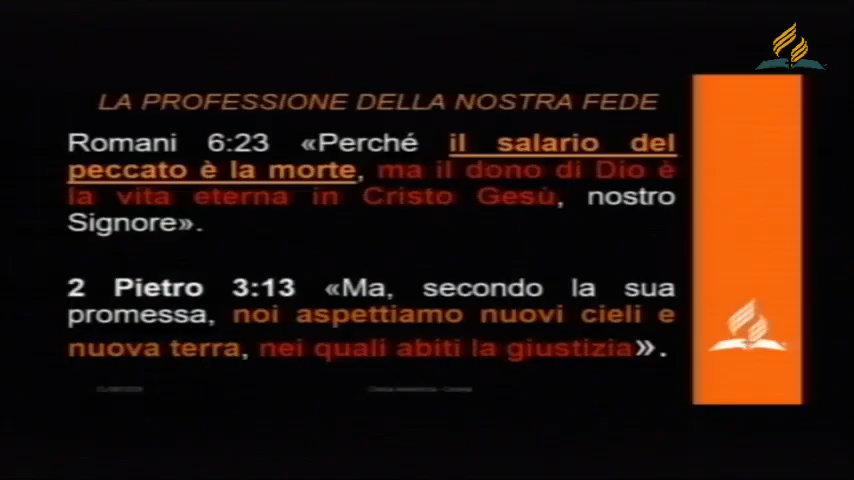 LA PROFESSIONE DELLA NOSTRA FEDE
Romani 6:23 «Perché il salario del
peccato è la morte, ma il dono di Dio è
la vita eterna in Cristo Gesù, nostro
Signore».
2 Pietro 3:13 «Ma, secondo la sua
promessa, noi aspettiamo nuovi cieli e
nuova terra, nei quali abiti la giustizia».